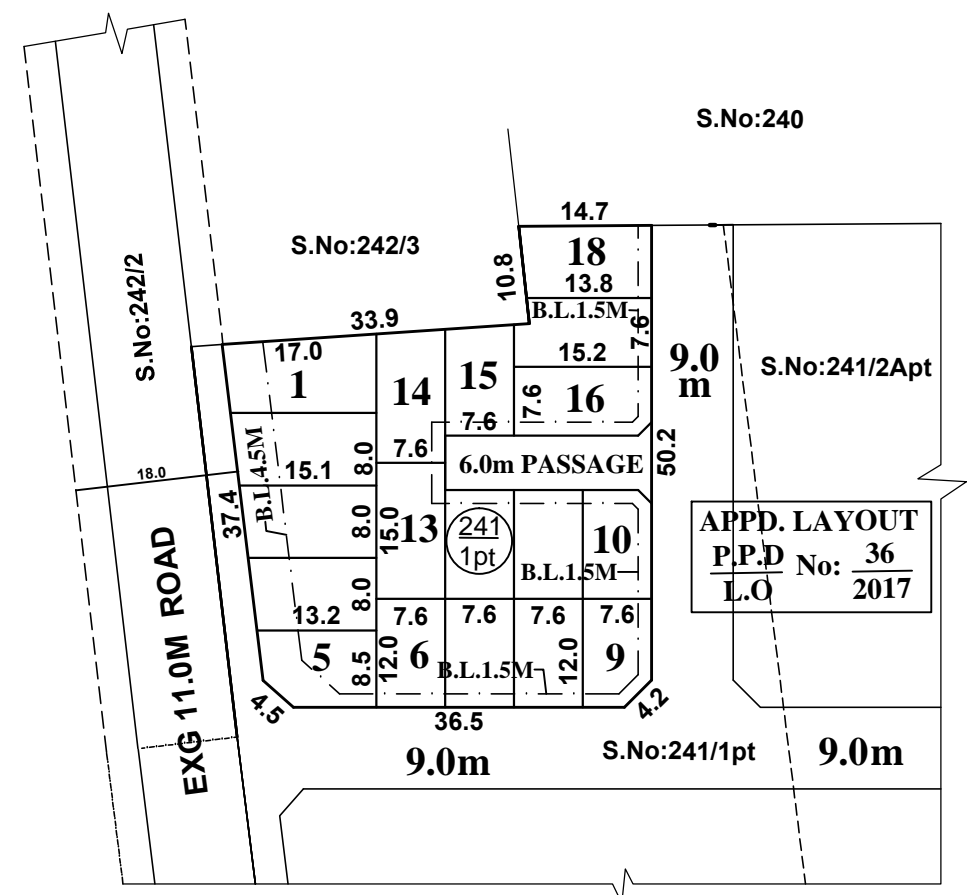 S.No:240
14.7
S.No:242/3
18
10.8
13.8
S.No:242/2
B.L.1.5M
33.9
7.6
17.0
15.2
9.0
m
S.No:241/2Apt
1
14
15
7.6
16
7.6
7.6
6.0m PASSAGE
50.2
B.L.4.5M
15.1
8.0
18.0
37.4
8.0
15.0
13
241
1pt
10
B.L.1.5M
APPD. LAYOUT
P.P.D
L.O
No:
36
2017
EXG 11.0M ROAD
13.2
8.0
7.6
7.6
7.6
7.6
5
8.5
12.0
6
B.L.1.5M
12.0
9
4.5
36.5
4.2
9.0m
S.No:241/1pt
9.0m